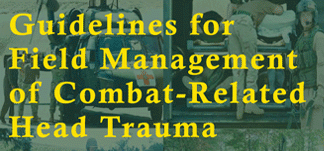 Guidelines for
Field Management
of Combat-Related
Head Trauma